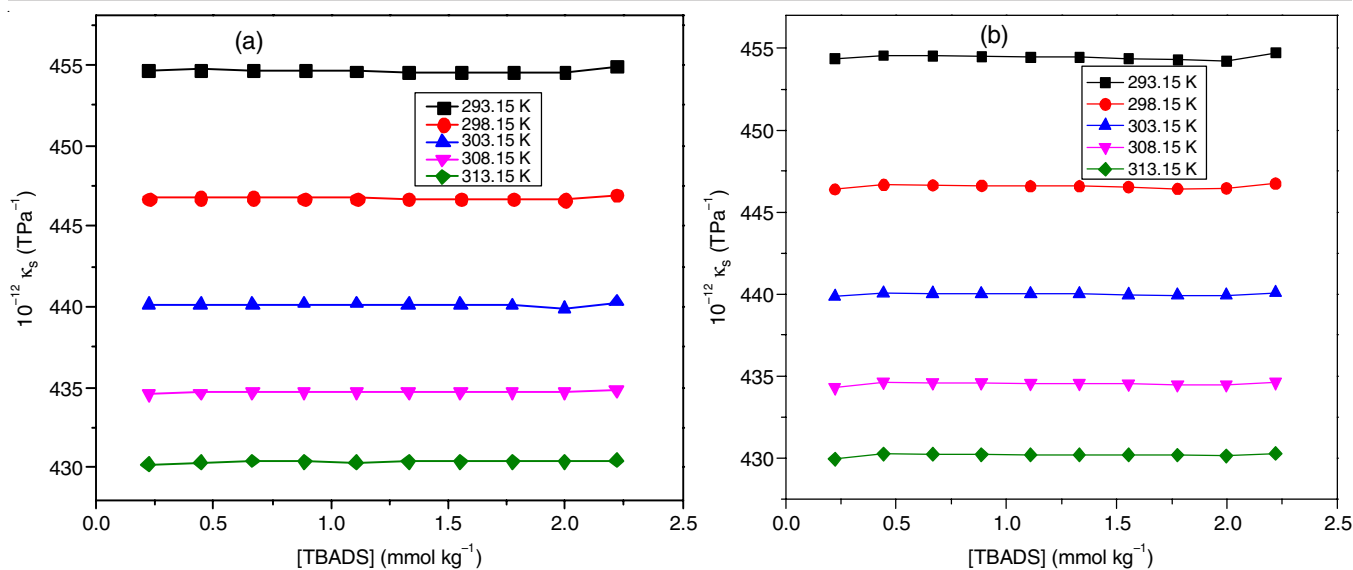 (a)
10⁻¹² κs (TPa⁻¹)
455
450
445
440
435
430
293.15 K
298.15 K
303.15 K
308.15 K
313.15 K
0.0 0.5 1.0 1.5 2.0 2.5
[TBADS] (mmol kg⁻¹)
(b)
10⁻¹² κs (TPa⁻¹)
455
450
445
440
435
430
293.15 K
298.15 K
303.15 K
308.15 K
313.15 K
0.0 0.5 1.0 1.5 2.0 2.5
[TBADS] (mmol kg⁻¹)